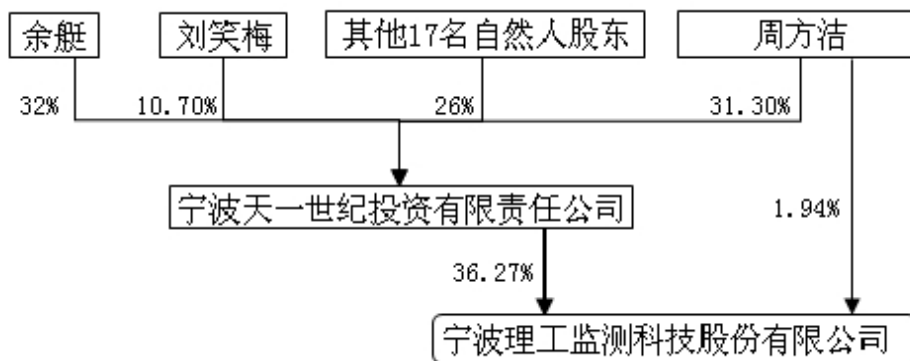 余艇 刘笑梅 其他17名自然人股东 周方洁
32% 10.70% 26% 31.30%
宁波天一世纪投资有限责任公司
1.94%
36.27%
宁波理工监测科技股份有限公司